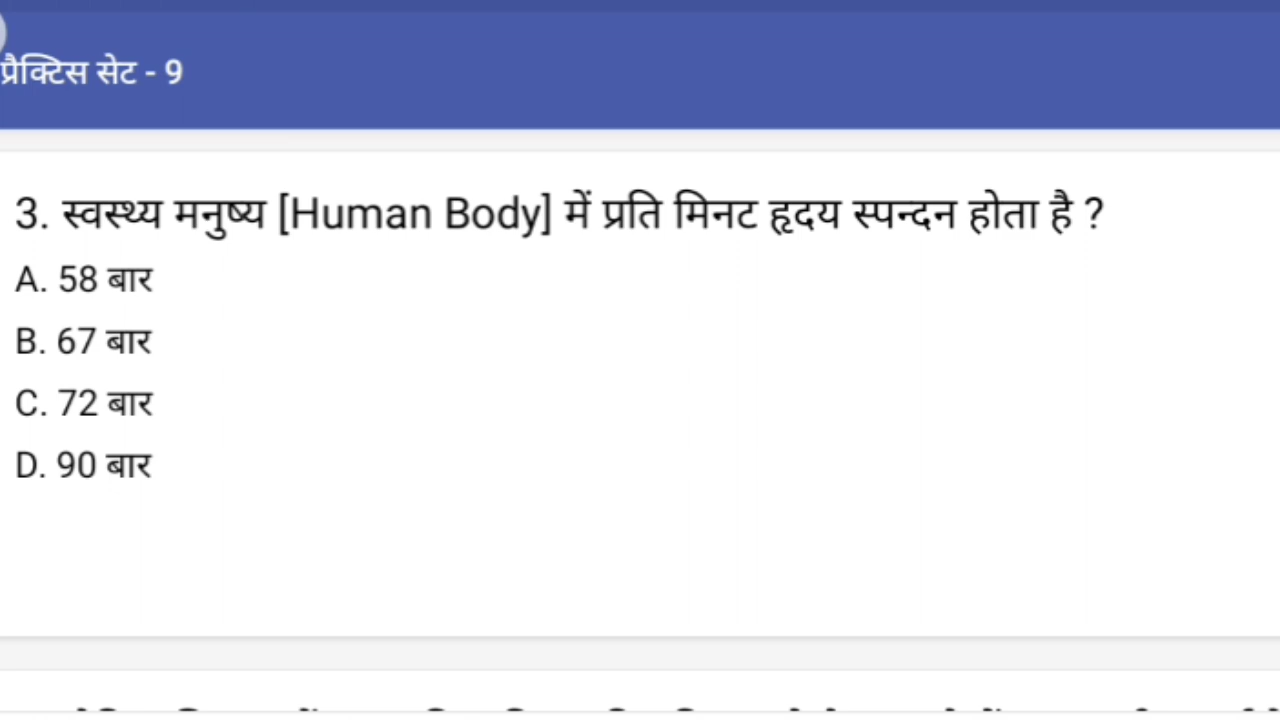 प्रैक्टिस सेट - 9
3. स्वस्थ्य मनुष्य [Human Body] में प्रति मिनट हृदय स्पन्दन होता है ?
A. 58 बार
B. 67 बार
C. 72 बार
D. 90 बार